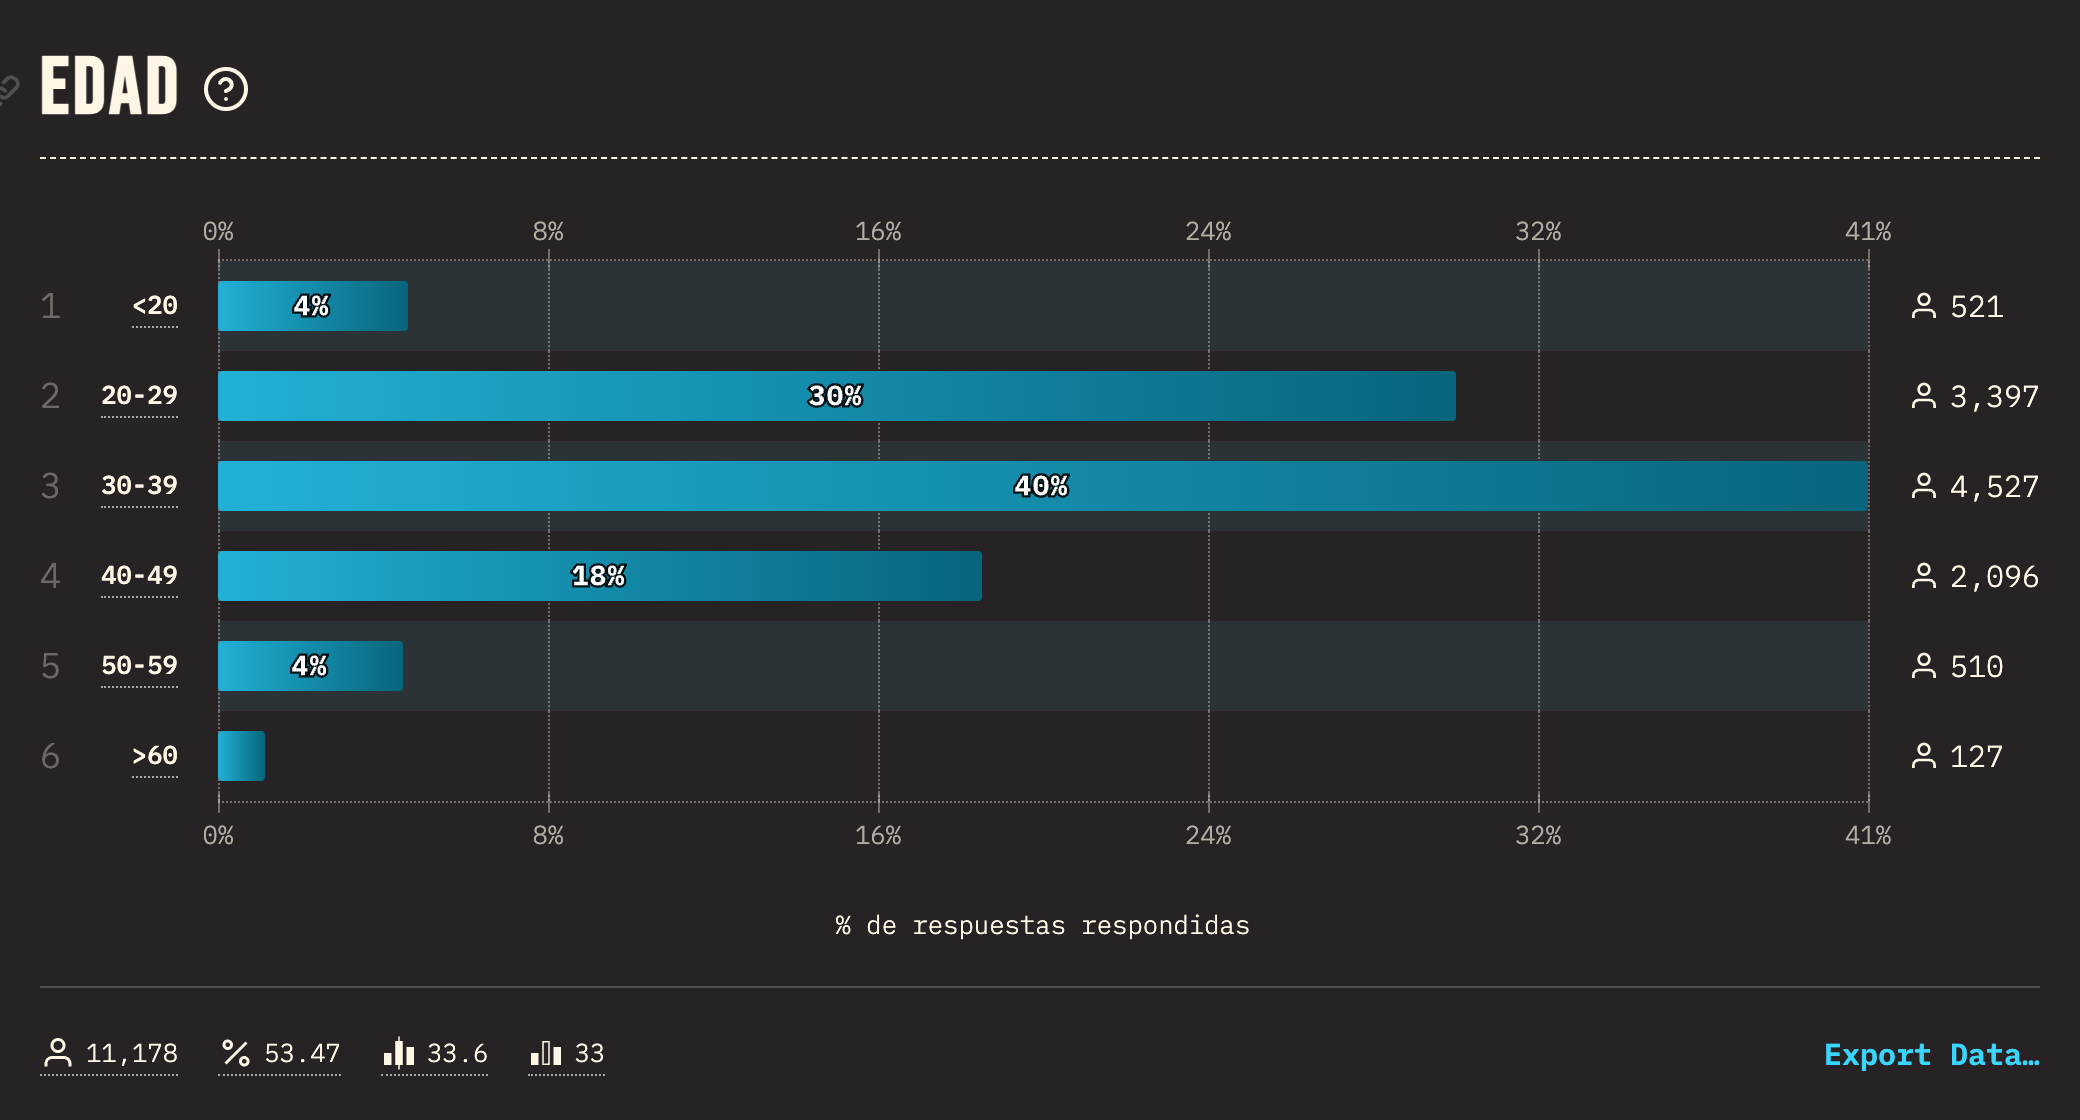 EDAD ?
0% 8% 16% 24% 32% 41%
1 <20 4% 521
2 20-29 30% 3,397
3 30-39 40% 4,527
4 40-49 18% 2,096
5 50-59 4% 510
6 >60 127
0% 8% 16% 24% 32% 41%
% de respuestas respondidas
11,178 % 53.47 33.6 33 Export Data…